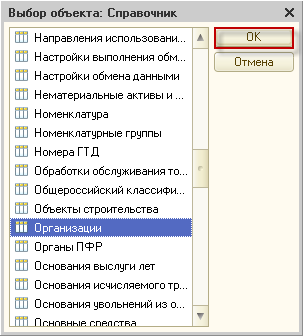 Выбор объекта: Справочник
Направления использовани...
Настройки выполнения обм...
Настройки обмена данными
Нематериальные активы и ...
Номенклатура
Номенклатурные группы
Номера ГТД
Обработки обслуживания то...
Общероссийский классифи...
Объекты строительства
Организации
Органы ПФР
Основания выслуги лет
Основания исчисляемого тр...
Основания увольнений из о...
Основные средства
OK
Отмена